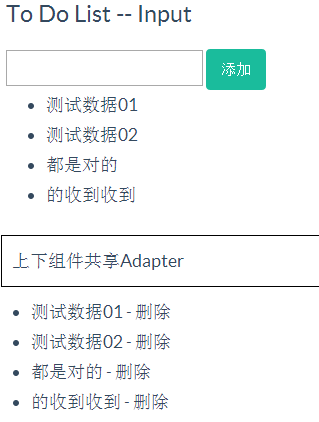 To Do List -- Input
添加
测试数据01
测试数据02
都是对的
的收到收到
上下组件共享Adapter
测试数据01 - 删除
测试数据02 - 删除
都是对的 - 删除
的收到收到 - 删除